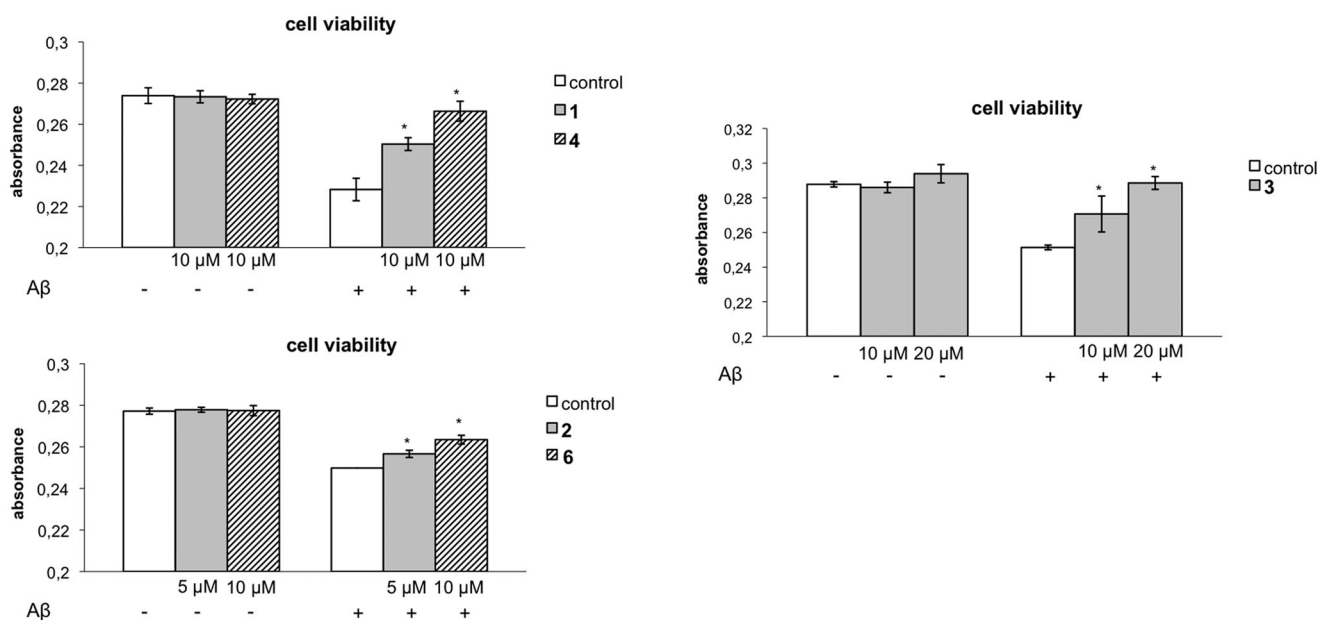 cell viability
0,3
0,28
0,26
0,24
0,22
0,2
absorbance
control
1
4
* * 
10 µM 10 µM 10 µM 10 µM
Aβ - - - + + +
cell viability
0,3
0,28
0,26
0,24
0,22
0,2
absorbance
control
2
6
* *
5 µM 10 µM 5 µM 10 µM
Aβ - - - + + +
cell viability
0,32
0,3
0,28
0,26
0,24
0,22
0,2
absorbance
control
3
* *
10 µM 20 µM 10 µM 20 µM
Aβ - - - + + +